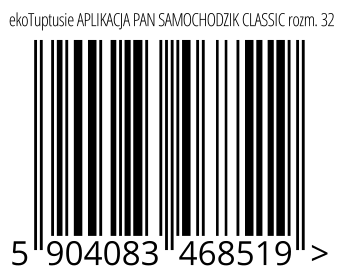 ekoTuptusie APLIKACJA PAN SAMOCHODZIK CLASSIC rozm. 32
5 904083 468519 >